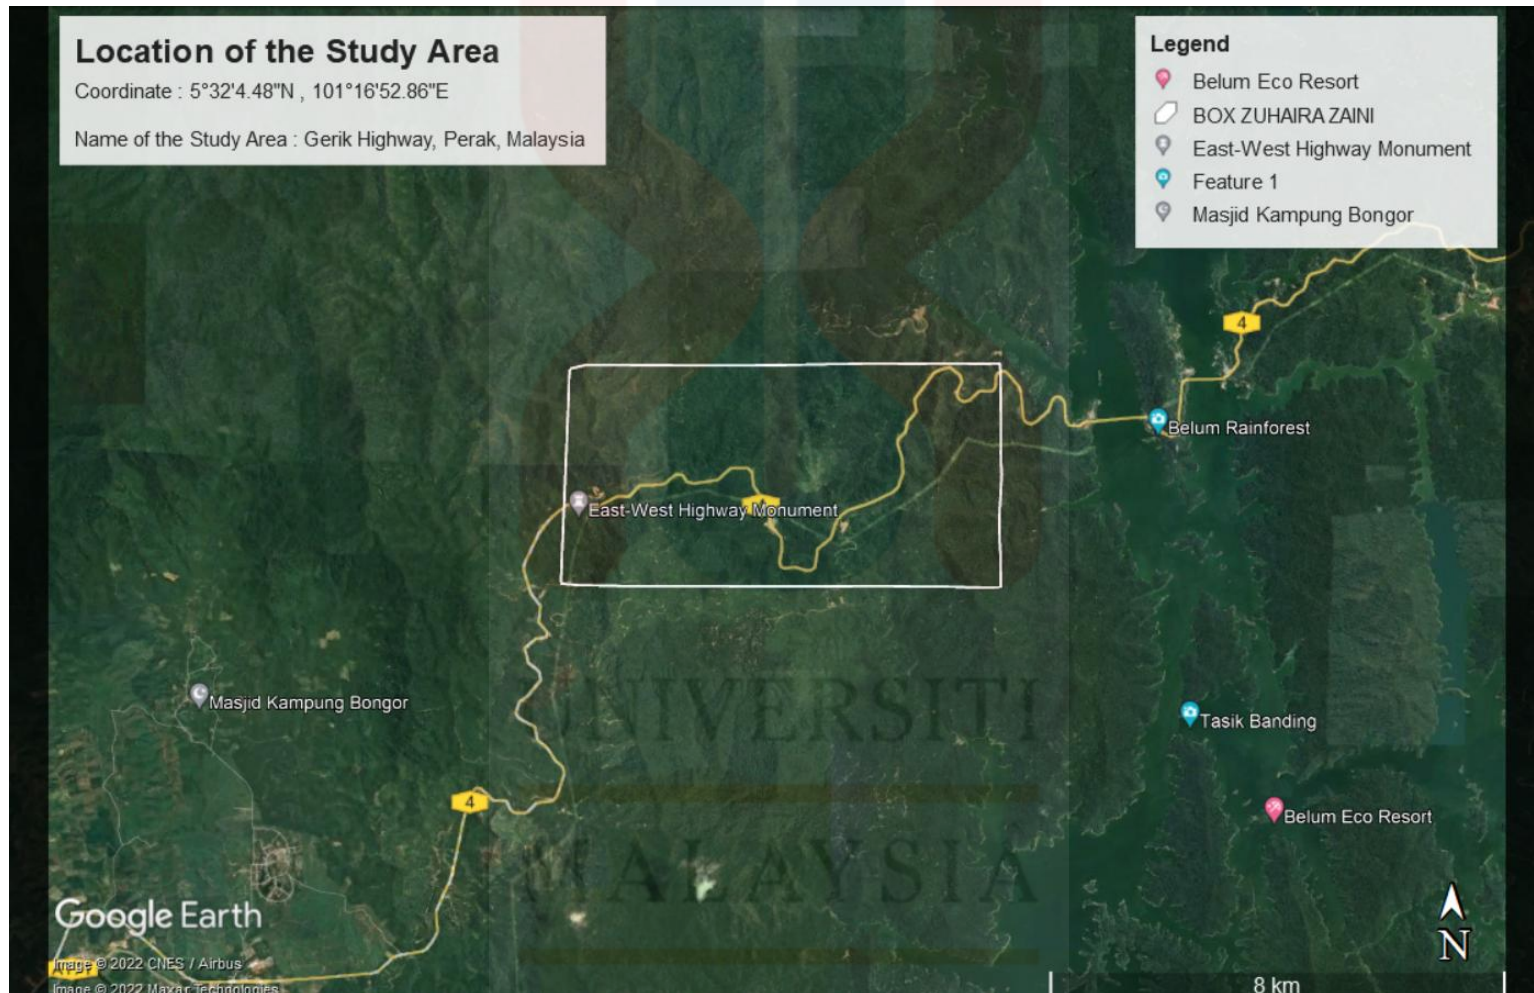 Location of the Study Area
Coordinate : 5°32'4.48"N , 101°16'52.86"E
Name of the Study Area : Gerik Highway, Perak, Malaysia
Legend
Belum Eco Resort
BOX ZUHAIRA ZAINI
East-West Highway Monument
Feature 1
Masjid Kampung Bongor
4
Belum Rainforest
East-West Highway Monument
Masjid Kampung Bongor
UNIVERSITI
Tasik Banding
4
Belum Eco Resort
MALAYSIA
Google Earth
N
Image © 2022 CNES / Airbus
Image © 2022 Maxar Technologies
8 km